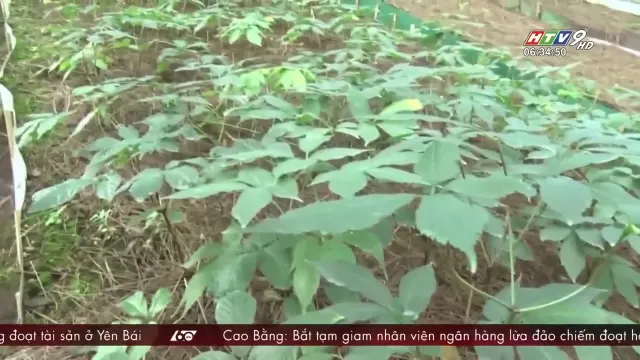 HTV9HD
06:34:50
g đoạt tài sản ở Yên Bái 60 Cao Bằng: Bắt tạm giam nhân viên ngân hàng lừa đảo chiếm đoạt h